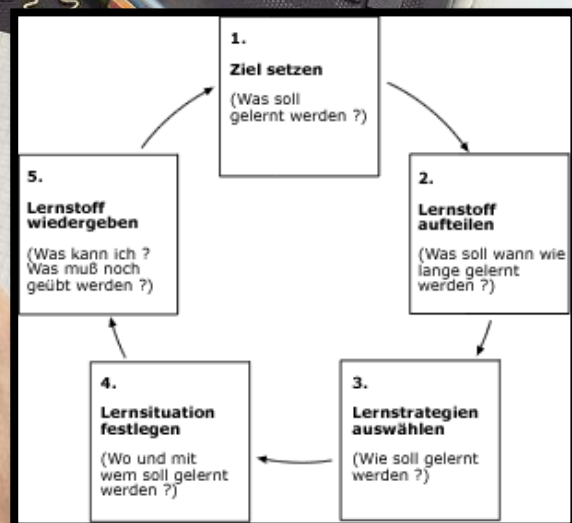 1.
Ziel setzen
(Was soll
gelernt werden ?)
2.
Lernstoff
aufteilen
(Was soll wann wie
lange gelernt
werden ?)
3.
Lernstrategien
auswählen
(Wie soll gelernt
werden ?)
4.
Lernsituation
festlegen
(Wo und mit
wem soll gelernt
werden ?)
5.
Lernstoff
wiedergeben
(Was kann ich ?
Was muß noch
geübt werden ?)